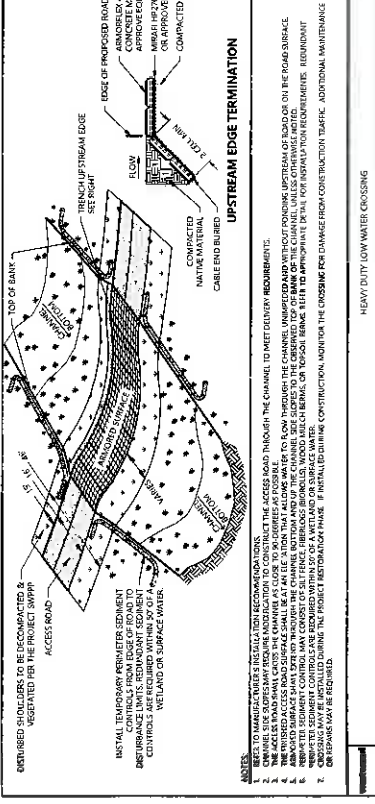 DISTURBED SHOULDERS TO BE DECOMPACTED &
VEGETATED PER THE PROJECT SWPPP
ACCESS ROAD
TOP OF BANK
CHANNEL
BOTTOM
ARMORED SURFACE
VARIES
CHANNEL
BOTTOM
INSTALL TEMPORARY PERIMETER SEDIMENT
CONTROLS FROM EDGE OF ROAD TO
DISTURBANCE LIMITS. REDUNDANT SEDIMENT
CONTROLS ARE REQUIRED WITHIN 50' OF A
WETLAND OR SURFACE WATER.
TRENCH UPSTREAM EDGE
SEE RIGHT
EDGE OF PROPOSED ROAD
ARMORFLEX
CONCRETE
APPROVE
MIRAFI HP270
OR APPROVE
COMPACTED
FLOW
2 CELL MIN
COMPACTED
NATIVE MATERIAL
CABLE END BURIED
UPSTREAM EDGE TERMINATION
NOTES:
1. REFER TO MANUFACTURER'S INSTALLATION RECOMMENDATIONS.
2. CHANNEL SIDE SLOPES MAY REQUIRE MODIFICATION TO CONSTRUCT THE ACCESS ROAD THROUGH THE CHANNEL TO MEET DELIVERY REQUIREMENTS.
3. THE ACCESS ROAD SHALL CROSS THE CHANNEL AS CLOSE TO 90-DEGREES AS POSSIBLE.
4. THE FINISHED ACCESS ROAD SURFACE SHALL BE AT AN ELEVATION THAT ALLOWS WATER TO FLOW THROUGH THE CHANNEL UNIMPEDED AND WITHOUT PONDING UPSTREAM OF ROAD OR ON THE ROAD SURFACE.
5. ARMORED SURFACE SHALL EXTEND THROUGH THE CHANNEL BOTTOM AND UP THE CHANNEL SIDE SLOPES TO THE OBSERVED TOP OF BANK OF THE CHANNEL, UNLESS OTHERWISE NOTED.
6. PERIMETER SEDIMENT CONTROL MAY CONSIST OF SILT FENCE, FIBERLOGS (BIOROLLS), WOOD MULCH BERMS, OR TOPSOIL BERMS. REFER TO APPROPRIATE DETAIL FOR INSTALLATION REQUIREMENTS. REDUNDANT
PERIMETER SEDIMENT CONTROLS ARE REQUIRED WITHIN 50' OF A WETLAND OR SURFACE WATER.
7. CROSSING MAY BE INSTALLED DURING THE PROJECT RESTORATION PHASE. IF INSTALLED DURING CONSTRUCTION, MONITOR THE CROSSING FOR DAMAGE FROM CONSTRUCTION TRAFFIC. ADDITIONAL MAINTENANCE
OR REPAIRS MAY BE REQUIRED.
HEAVY DUTY LOW WATER CROSSING